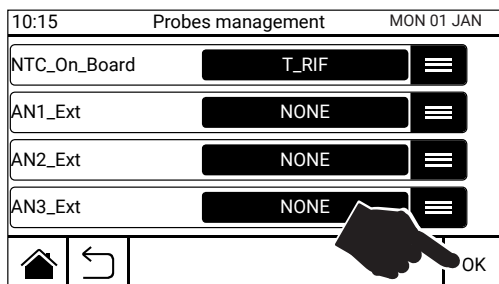 10:15 Probes management MON 01 JAN
NTC_On_Board T_RIF
AN1_Ext NONE
AN2_Ext NONE
AN3_Ext NONE
OK